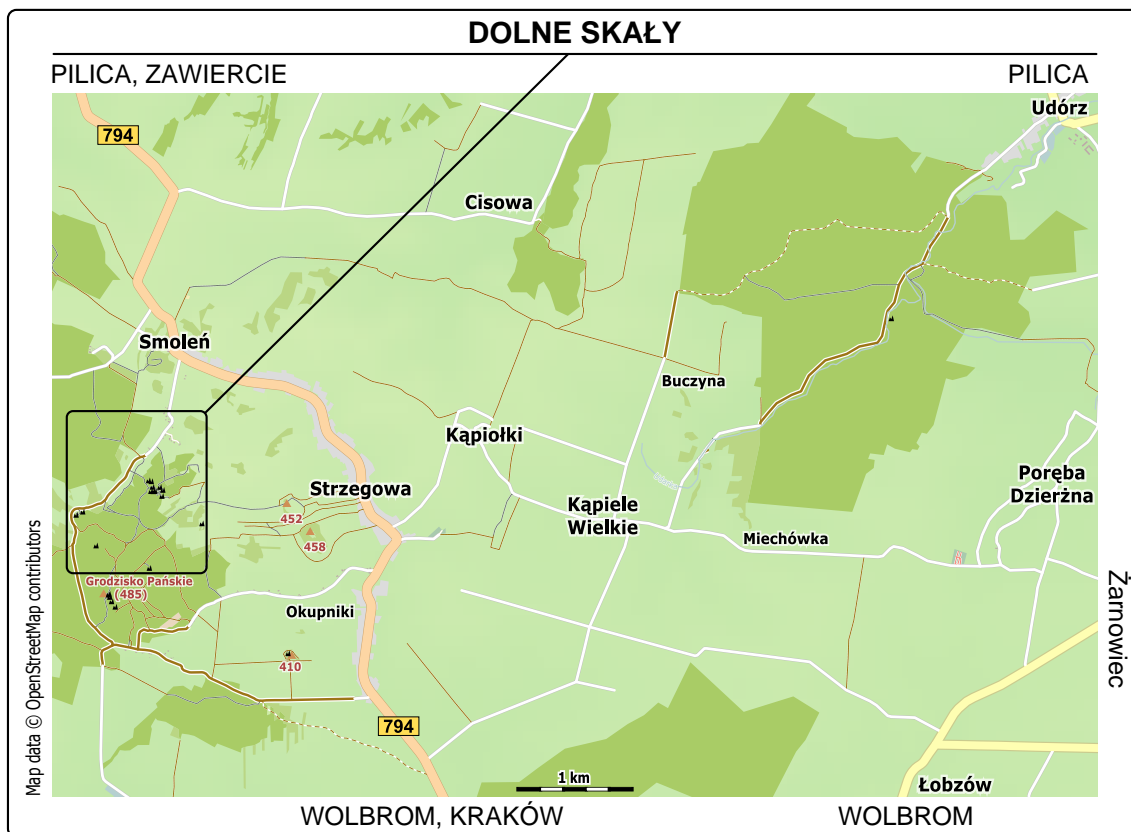 DOLNE SKAŁY
PILICA, ZAWIERCIE
PILICA
Udórz
794
Cisowa
Smoleń
Buczyna
Kąpiołki
Strzegowa
Poręba
Dzierżna
452
Kąpiele
Wielkie
458
Miechówka
Grodzisko Pańskie
(485)
Okupniki
410
Żarnowiec
794
1 km
Łobzów
Map data © OpenStreetMap contributors
WOLBROM, KRAKÓW
WOLBROM